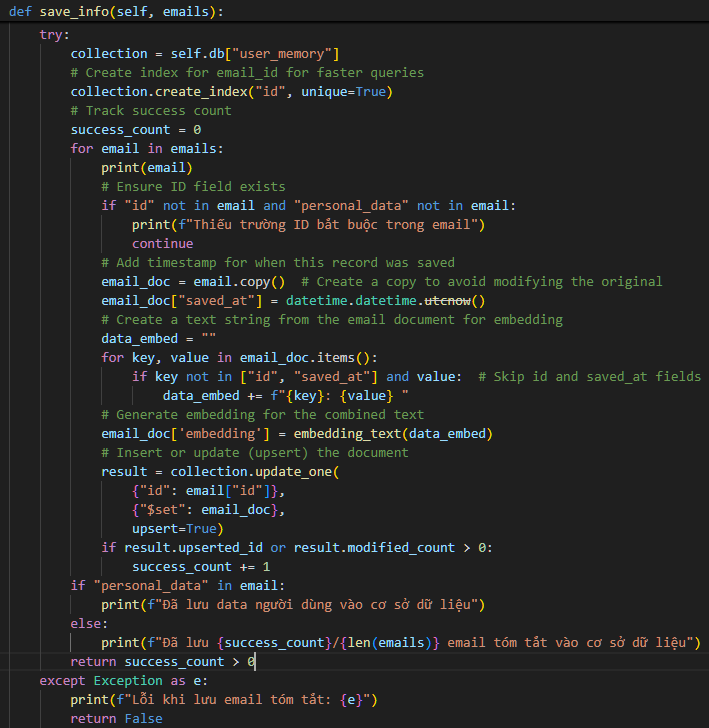 def save_info(self, emails):
    try:
        collection = self.db["user_memory"]
        # Create index for email_id for faster queries
        collection.create_index("id", unique=True)
        # Track success count
        success_count = 0
        for email in emails:
            print(email)
            # Ensure ID field exists
            if "id" not in email and "personal_data" not in email:
                print(f"Thiếu trường ID bắt buộc trong email")
                continue
            # Add timestamp for when this record was saved
            email_doc = email.copy()  # Create a copy to avoid modifying the original
            email_doc["saved_at"] = datetime.datetime.utcnow()
            # Create a text string from the email document for embedding
            data_embed = ""
            for key, value in email_doc.items():
                if key not in ["id", "saved_at"] and value:  # Skip id and saved_at fields
                    data_embed += f"{key}: {value} "
            # Generate embedding for the combined text
            email_doc['embedding'] = embedding_text(data_embed)
            # Insert or update (upsert) the document
            result = collection.update_one(
                {"id": email["id"]},
                {"$set": email_doc},
                upsert=True)
            if result.upserted_id or result.modified_count > 0:
                success_count += 1
        if "personal_data" in email:
            print(f"Đã lưu data người dùng vào cơ sở dữ liệu")
        else:
            print(f"Đã lưu {success_count}/{len(emails)} email tóm tắt vào cơ sở dữ liệu")
        return success_count > 0
    except Exception as e:
        print(f"Lỗi khi lưu email tóm tắt: {e}")
        return False